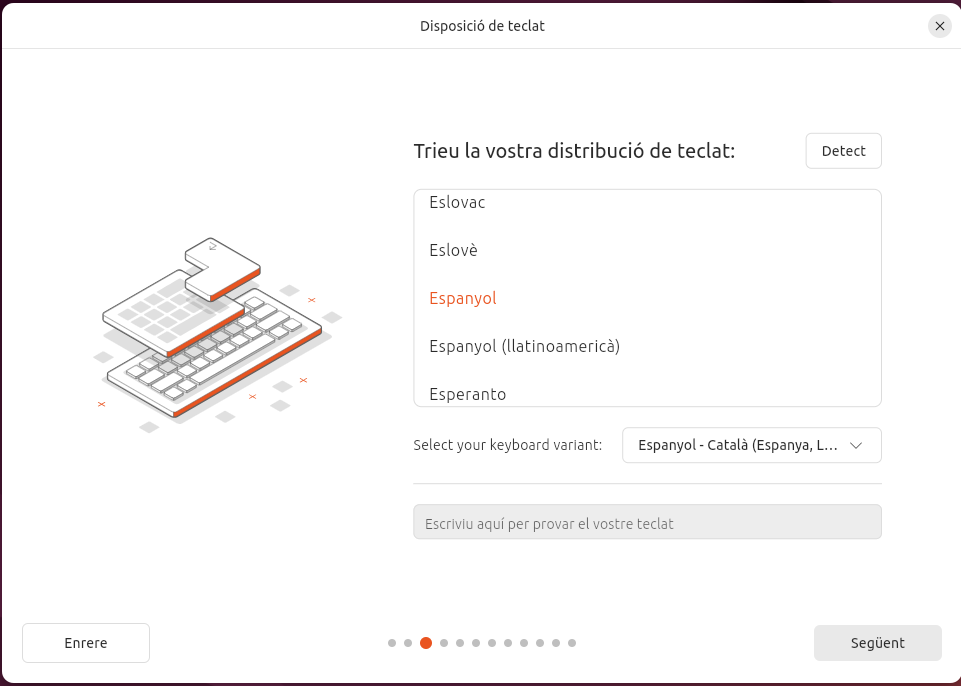 Disposició de teclat
Trieu la vostra distribució de teclat:
Detect
Eslovac
Eslovè
Espanyol
Espanyol (llatinoamericà)
Esperanto
Select your keyboard variant:
Espanyol - Català (Espanya, L...
Escriviu aquí per provar el vostre teclat
Enrere
Següent